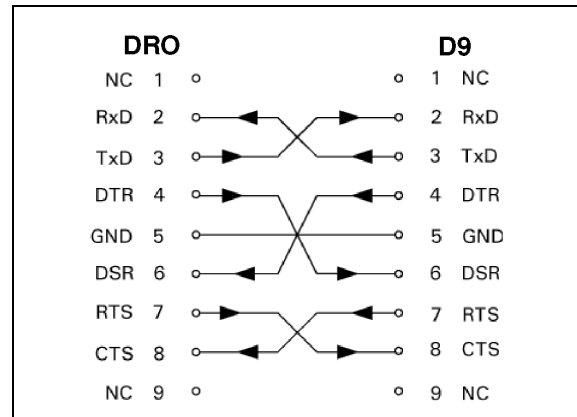 DRO D9
NC 1 1 NC
RxD 2 2 RxD
TxD 3 3 TxD
DTR 4 4 DTR
GND 5 5 GND
DSR 6 6 DSR
RTS 7 7 RTS
CTS 8 8 CTS
NC 9 9 NC